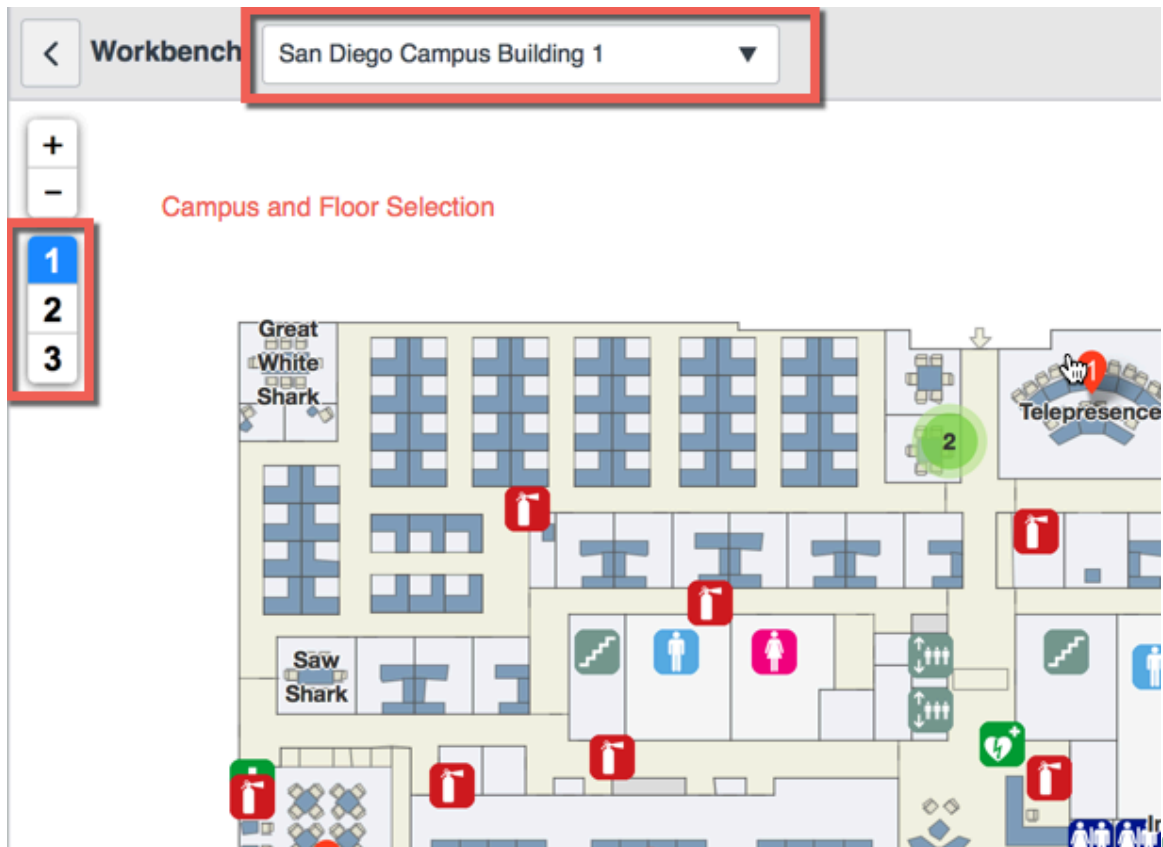 Workbench
San Diego Campus Building 1
+
−
Campus and Floor Selection
1
2
3
Great
White
Shark
1
Telepresence
2
Saw
Shark